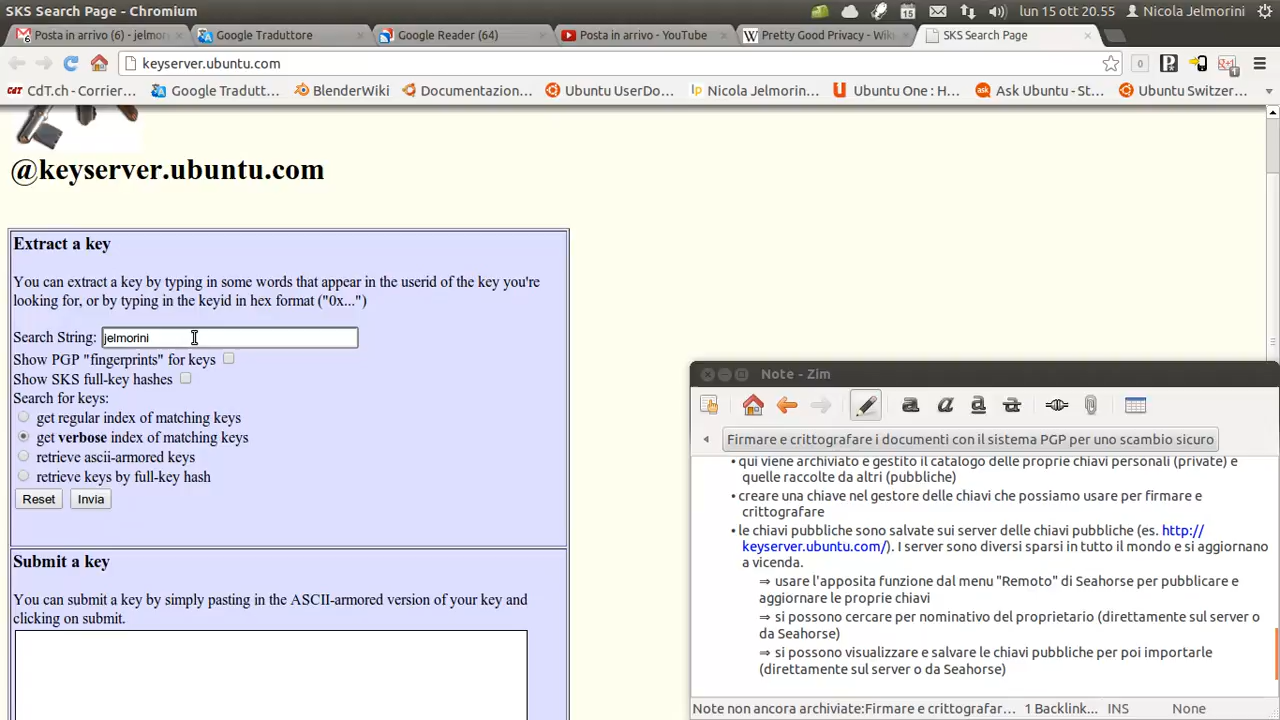 SKS Search Page - Chromium
lun 15 ott 20.55
Nicola Jelmorini
Posta in arrivo (6) - jelmor
Google Traduttore
Google Reader (64)
Posta in arrivo - YouTube
Pretty Good Privacy - Wik
SKS Search Page
keyserver.ubuntu.com
CdT.ch - Corrier...
Google Tradutt...
BlenderWiki
Documentazion...
Ubuntu UserDo...
Nicola Jelmorin...
Ubuntu One : H...
Ask Ubuntu - St...
Ubuntu Switzer...
@keyserver.ubuntu.com
Extract a key
You can extract a key by typing in some words that appear in the userid of the key you're
looking for, or by typing in the keyid in hex format ("0x...")
Search String: jelmorini
Show PGP "fingerprints" for keys
Show SKS full-key hashes
Search for keys:
get regular index of matching keys
get verbose index of matching keys
retrieve ascii-armored keys
retrieve keys by full-key hash
Reset Invia
Submit a key
You can submit a key by simply pasting in the ASCII-armored version of your key and
clicking on submit.
Note - Zim
Firmare e crittografare i documenti con il sistema PGP per uno scambio sicuro
• qui viene archiviato e gestito il catalogo delle proprie chiavi personali (private) e
quelle raccolte da altri (pubbliche)
• creare una chiave nel gestore delle chiavi che possiamo usare per firmare e
crittografare
• le chiavi pubbliche sono salvate sui server delle chiavi pubbliche (es. http://
keyserver.ubuntu.com/). I server sono diversi sparsi in tutto il mondo e si aggiornano
a vicenda.
⇒ usare l'apposita funzione dal menu "Remoto" di Seahorse per pubblicare e
aggiornare le proprie chiavi
⇒ si possono cercare per nominativo del proprietario (direttamente sul server o
da Seahorse)
⇒ si possono visualizzare e salvare le chiavi pubbliche per poi importarle
(direttamente sul server o da Seahorse)
Note non ancora archiviate:Firmare e crittografar...
1 Backlink...
INS
None